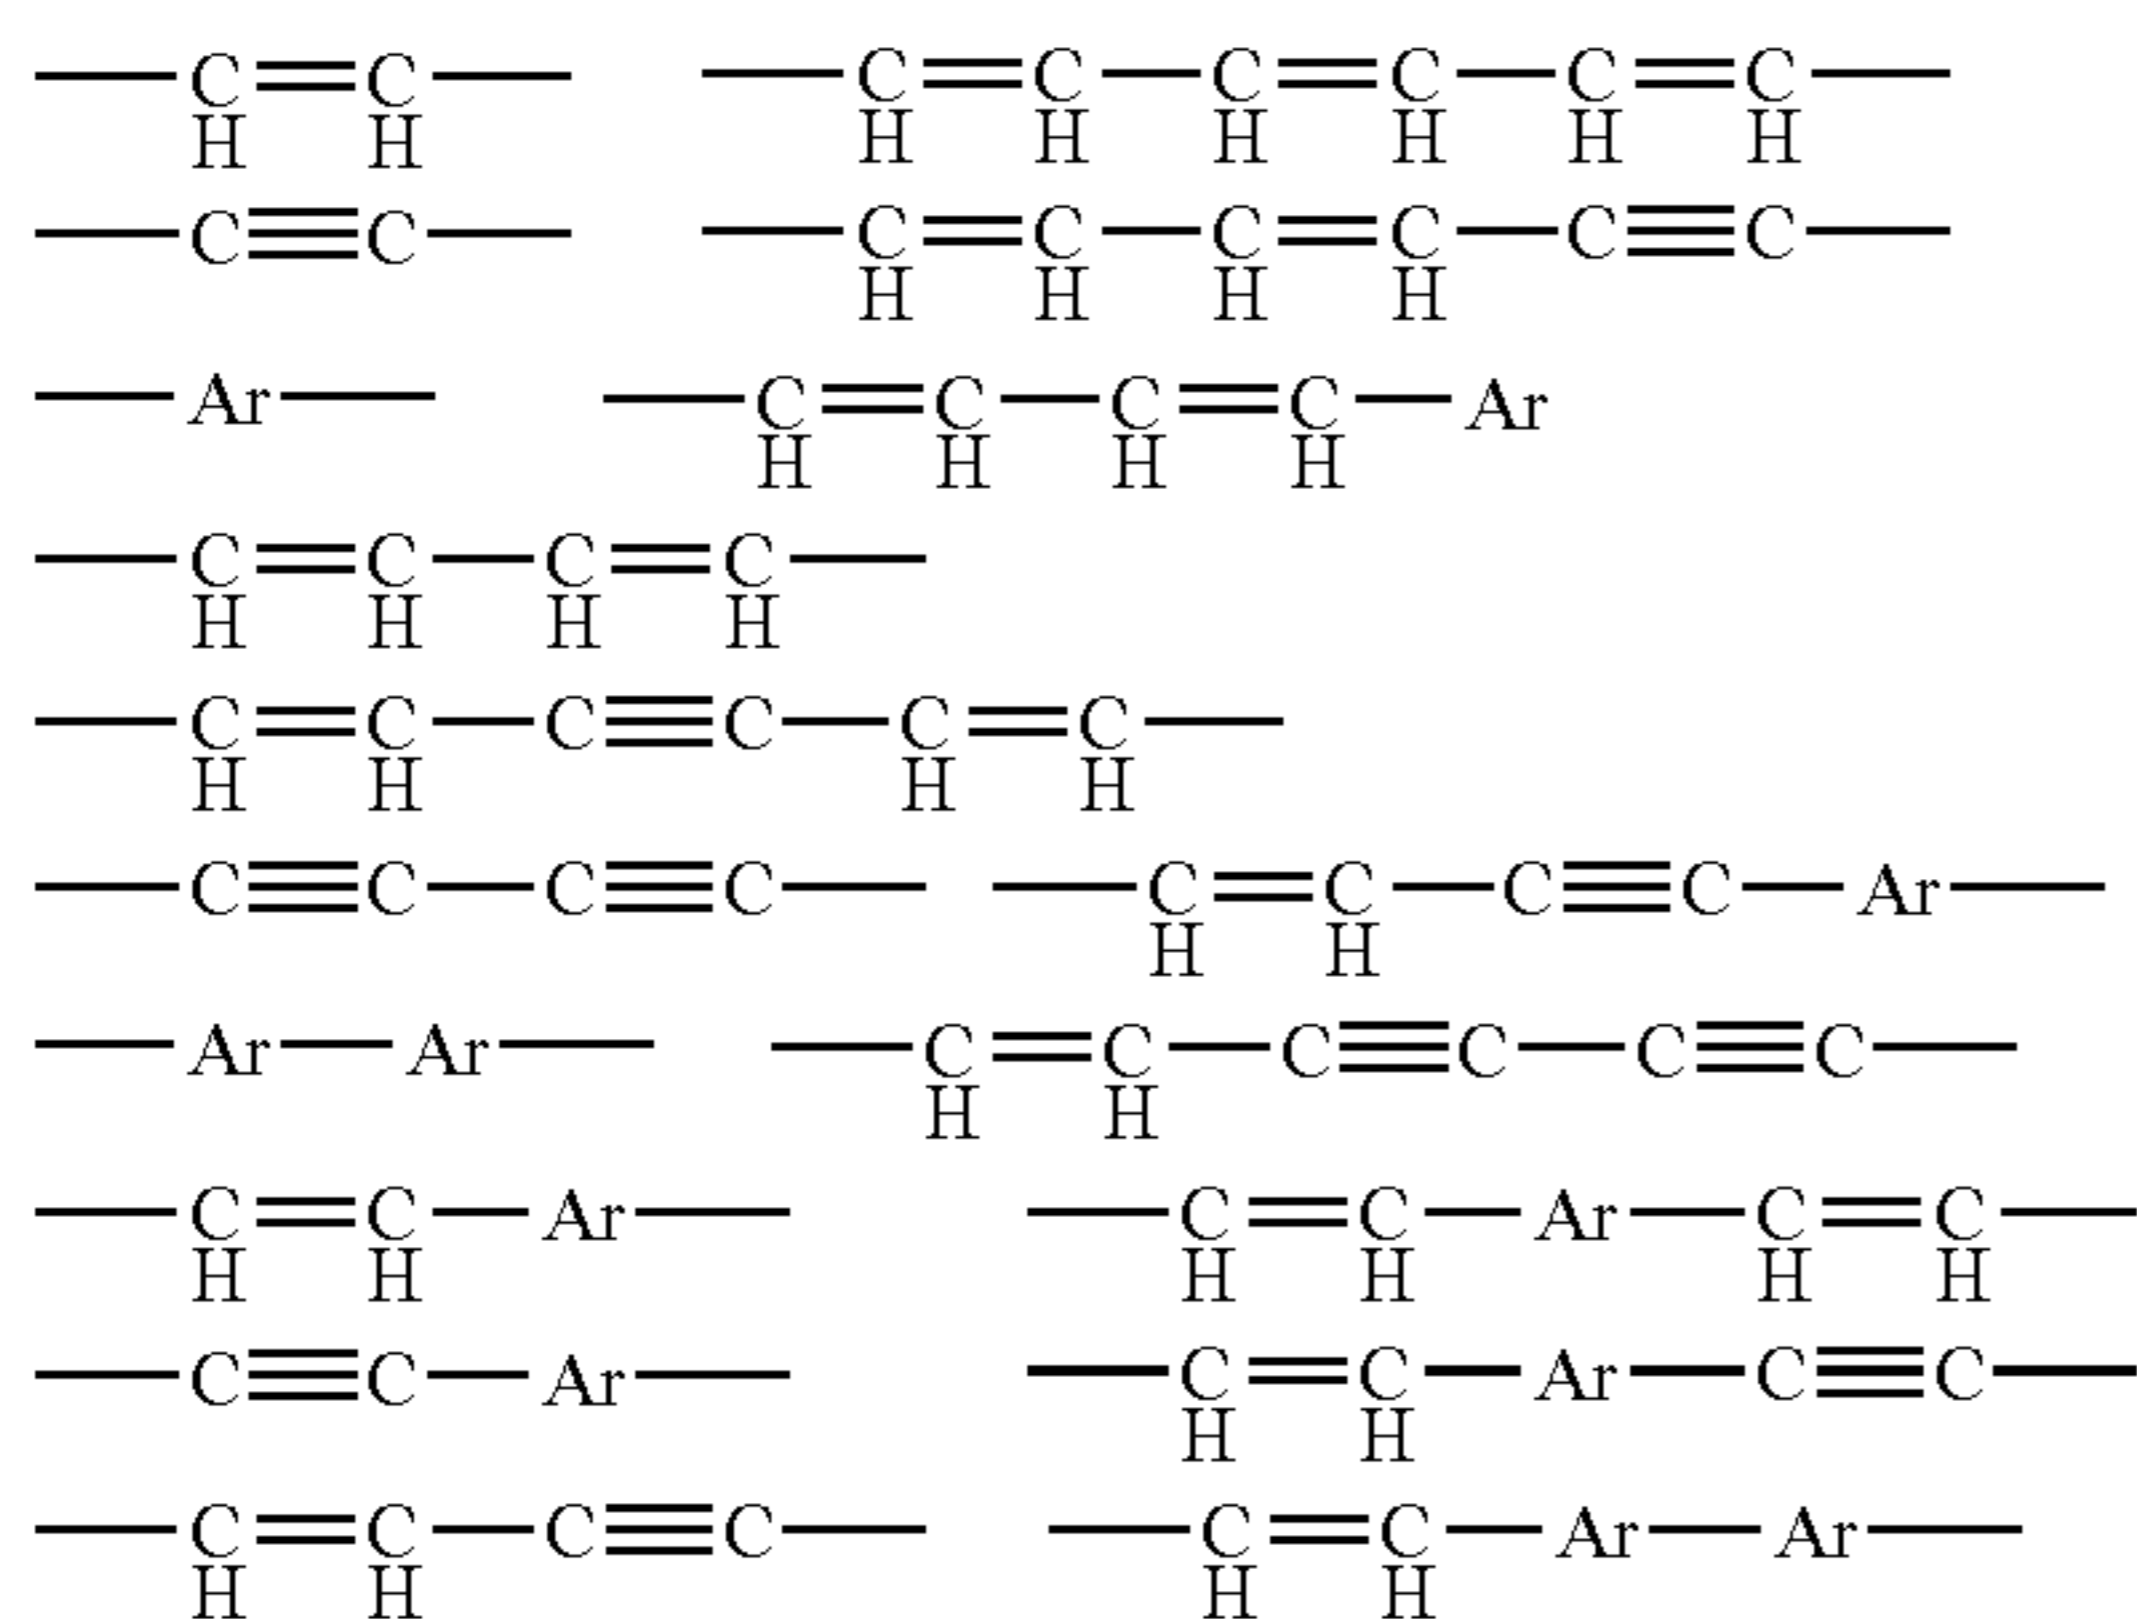 —C=C— —C=C—C=C—C=C—
H H H H H H H H
—C≡C— —C=C—C=C—C≡C—
H H H H
—Ar— —C=C—C=C—Ar
H H H H
—C=C—C=C—
H H H H
—C=C—C≡C—C=C—
H H H H
—C≡C—C≡C— —C=C—C≡C—Ar—
H H
—Ar—Ar— —C=C—C≡C—C≡C—
H H
—C=C—Ar— —C=C—Ar—C=C—
H H H H H H
—C≡C—Ar— —C=C—Ar—C≡C—
H H
—C=C—C≡C— —C=C—Ar—Ar—
H H H H